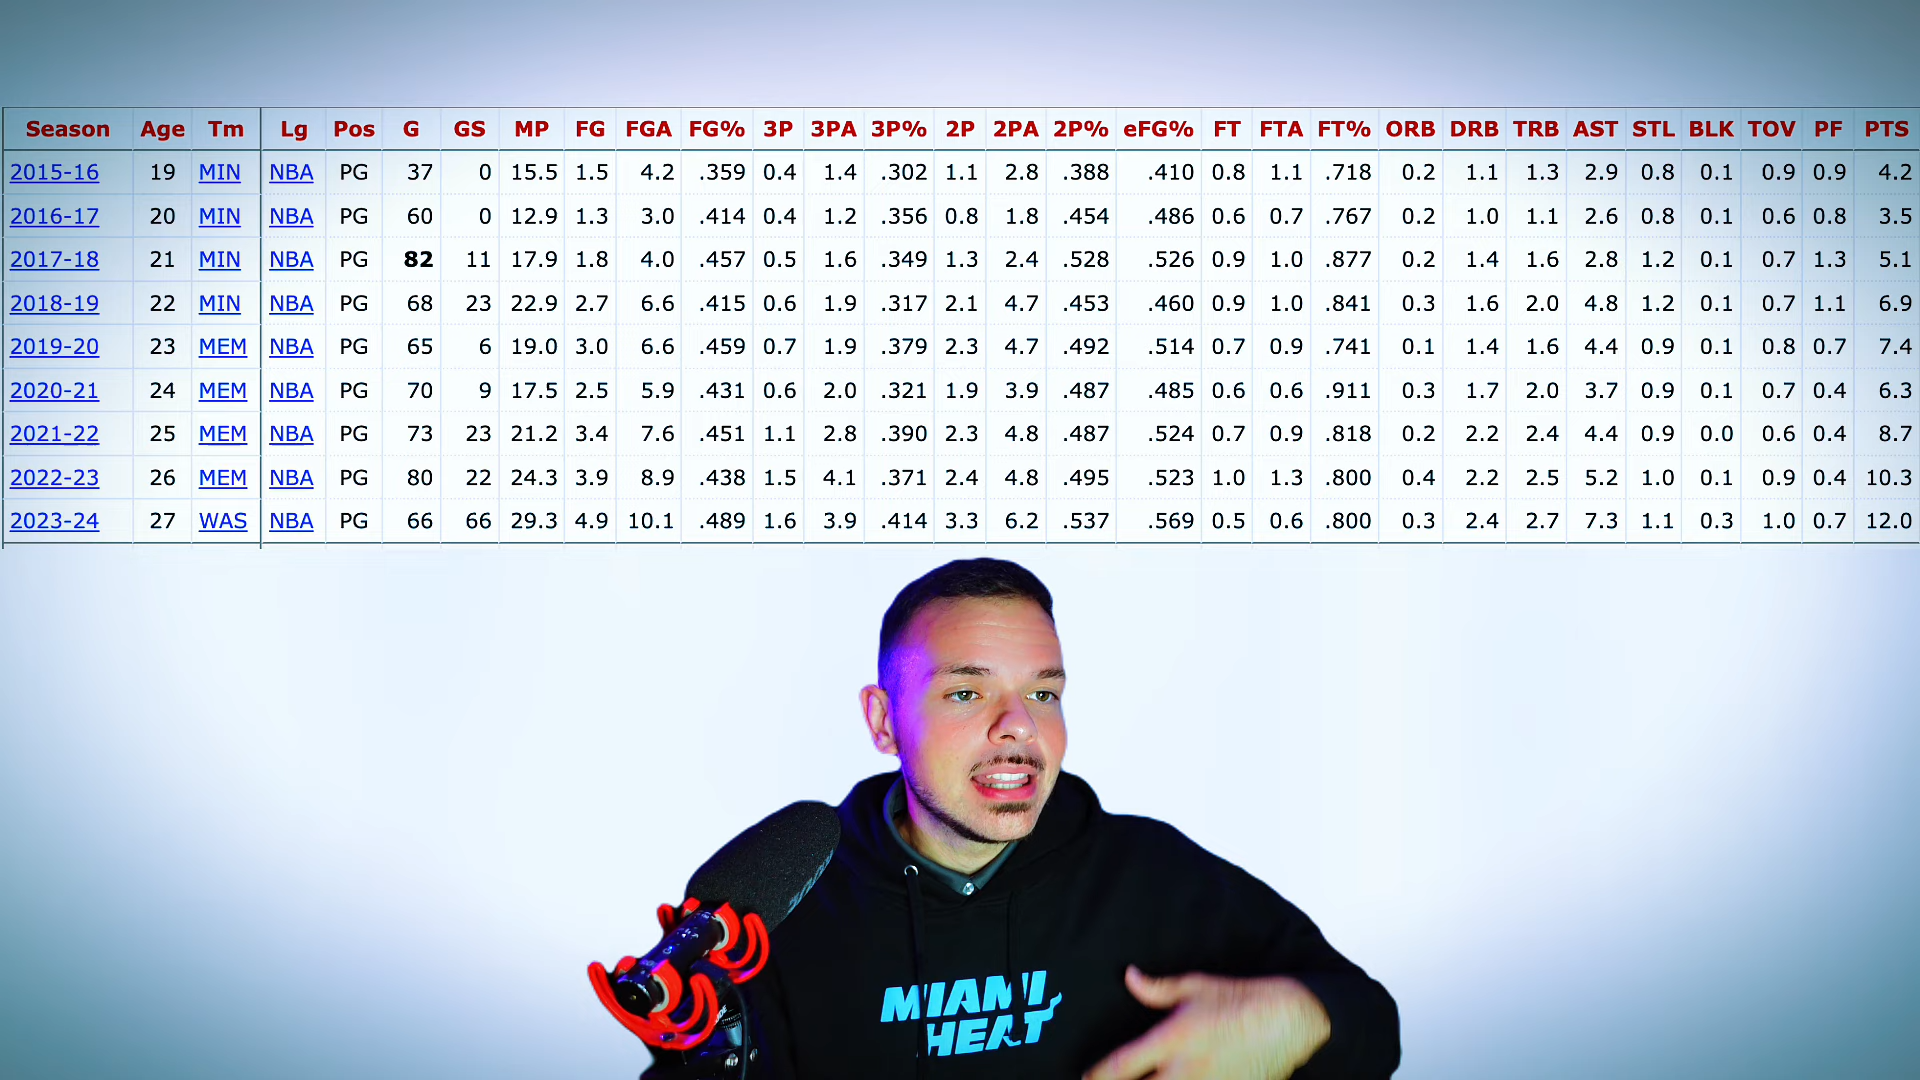 Season Age Tm Lg Pos G GS MP FG FGA FG% 3P 3PA 3P% 2P 2PA 2P% eFG% FT FTA FT% ORB DRB TRB AST STL BLK TOV PF PTS
2015-16 19 MIN NBA PG 37 0 15.5 1.5 4.2 .359 0.4 1.4 .302 1.1 2.8 .388 .410 0.8 1.1 .718 0.2 1.1 1.3 2.9 0.8 0.1 0.9 0.9 4.2
2016-17 20 MIN NBA PG 60 0 12.9 1.3 3.0 .414 0.4 1.2 .356 0.8 1.8 .454 .486 0.6 0.7 .767 0.2 1.0 1.1 2.6 0.8 0.1 0.6 0.8 3.5
2017-18 21 MIN NBA PG 82 11 17.9 1.8 4.0 .457 0.5 1.6 .349 1.3 2.4 .528 .526 0.9 1.0 .877 0.2 1.4 1.6 2.8 1.2 0.1 0.7 1.3 5.1
2018-19 22 MIN NBA PG 68 23 22.9 2.7 6.6 .415 0.6 1.9 .317 2.1 4.7 .453 .460 0.9 1.0 .841 0.3 1.6 2.0 4.8 1.2 0.1 0.7 1.1 6.9
2019-20 23 MEM NBA PG 65 6 19.0 3.0 6.6 .459 0.7 1.9 .379 2.3 4.7 .492 .514 0.7 0.9 .741 0.1 1.4 1.6 4.4 0.9 0.1 0.8 0.7 7.4
2020-21 24 MEM NBA PG 70 9 17.5 2.5 5.9 .431 0.6 2.0 .321 1.9 3.9 .487 .485 0.6 0.6 .911 0.3 1.7 2.0 3.7 0.9 0.1 0.7 0.4 6.3
2021-22 25 MEM NBA PG 73 23 21.2 3.4 7.6 .451 1.1 2.8 .390 2.3 4.8 .487 .524 0.7 0.9 .818 0.2 2.2 2.4 4.4 0.9 0.0 0.6 0.4 8.7
2022-23 26 MEM NBA PG 80 22 24.3 3.9 8.9 .438 1.5 4.1 .371 2.4 4.8 .495 .523 1.0 1.3 .800 0.4 2.2 2.5 5.2 1.0 0.1 0.9 0.4 10.3
2023-24 27 WAS NBA PG 66 66 29.3 4.9 10.1 .489 1.6 3.9 .414 3.3 6.2 .537 .569 0.5 0.6 .800 0.3 2.4 2.7 7.3 1.1 0.3 1.0 0.7 12.0
MIAMI
HEAT